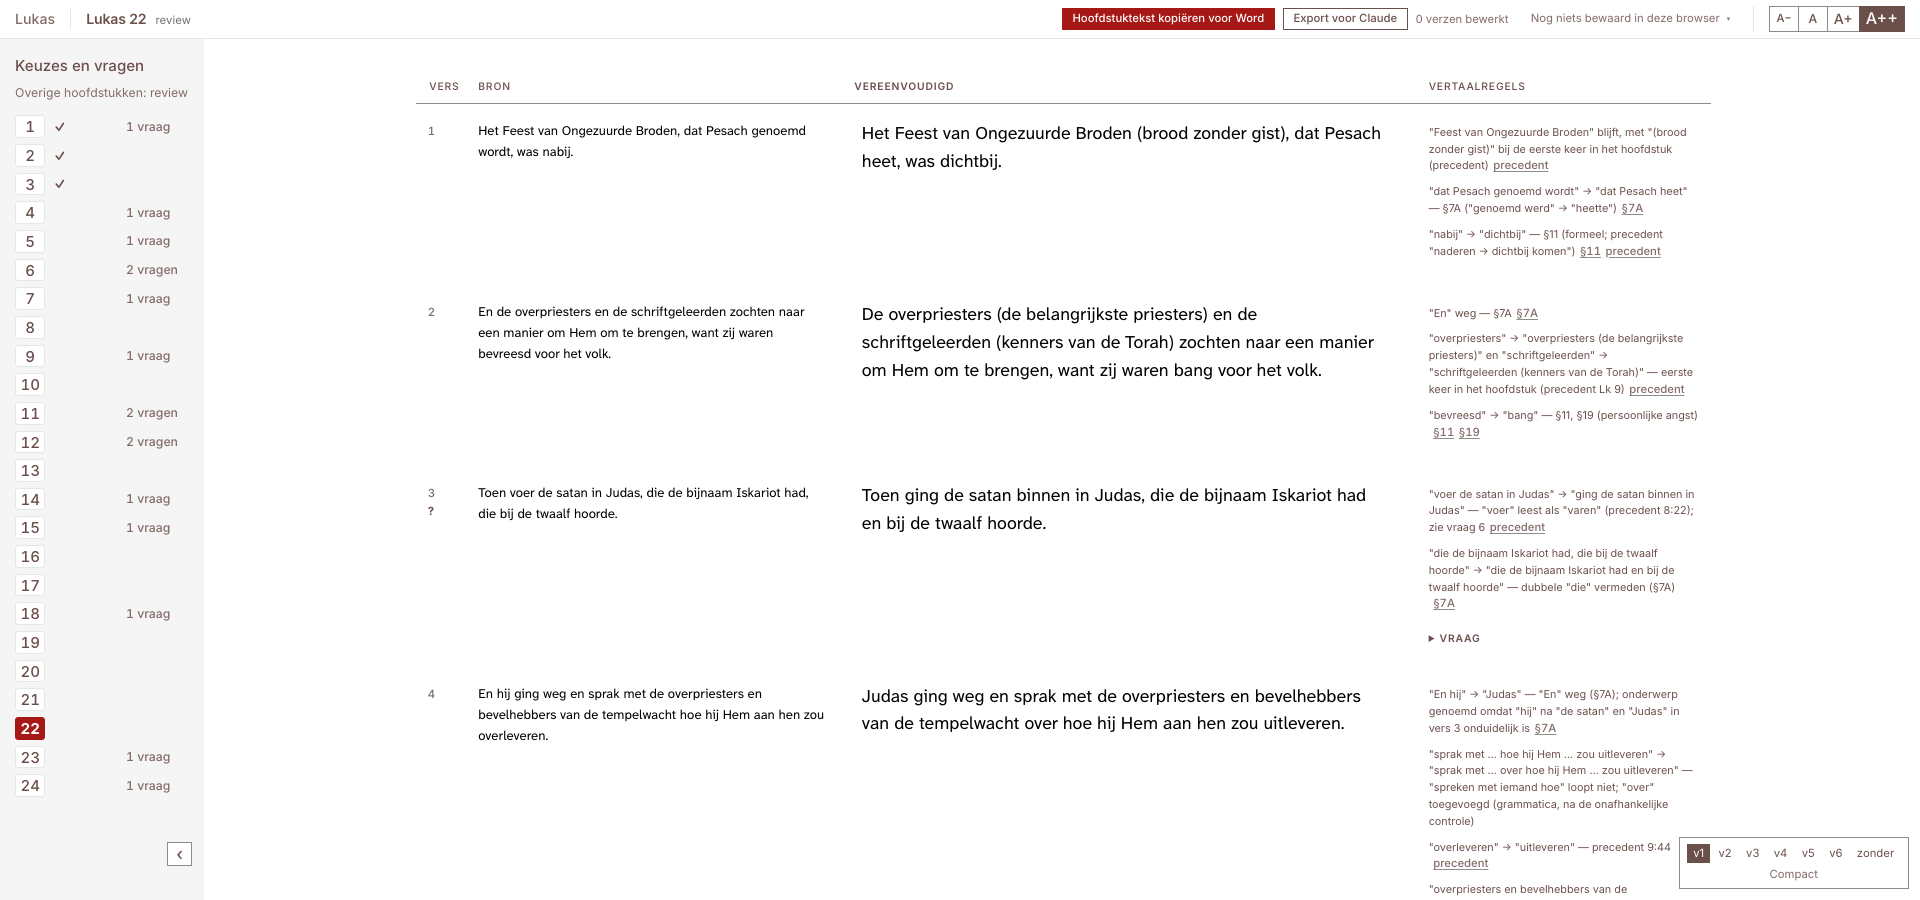 Lukas
Lukas 22 review
Hoofdstuktekst kopiëren voor Word
Export voor Claude
0 verzen bewerkt
Nog niets bewaard in deze browser
A− A A+ A++
Keuzes en vragen
Overige hoofdstukken: review
1 ✓ 1 vraag
2 ✓
3 ✓
4 1 vraag
5 1 vraag
6 2 vragen
7 1 vraag
8
9 1 vraag
10
11 2 vragen
12 2 vragen
13
14 1 vraag
15 1 vraag
16
17
18 1 vraag
19
20
21
22
23 1 vraag
24 1 vraag
‹
VERS BRON VEREENVOUDIGD VERTAALREGELS
1
Het Feest van Ongezuurde Broden, dat Pesach genoemd
wordt, was nabij.
Het Feest van Ongezuurde Broden (brood zonder gist), dat Pesach
heet, was dichtbij.
"Feest van Ongezuurde Broden" blijft, met "(brood
zonder gist)" bij de eerste keer in het hoofdstuk
(precedent) precedent
"dat Pesach genoemd wordt" → "dat Pesach heet"
— §7A ("genoemd werd" → "heette") §7A
"nabij" → "dichtbij" — §11 (formeel; precedent
"naderen → dichtbij komen") §11 precedent
2
En de overpriesters en de schriftgeleerden zochten naar
een manier om Hem om te brengen, want zij waren
bevreesd voor het volk.
De overpriesters (de belangrijkste priesters) en de
schriftgeleerden (kenners van de Torah) zochten naar een manier
om Hem om te brengen, want zij waren bang voor het volk.
"En" weg — §7A §7A
"overpriesters" → "overpriesters (de belangrijkste
priesters)" en "schriftgeleerden" →
"schriftgeleerden (kenners van de Torah)" — eerste
keer in het hoofdstuk (precedent Lk 9) precedent
"bevreesd" → "bang" — §11, §19 (persoonlijke angst)
§11 §19
3
?
Toen voer de satan in Judas, die de bijnaam Iskariot had,
die bij de twaalf hoorde.
Toen ging de satan binnen in Judas, die de bijnaam Iskariot had
en bij de twaalf hoorde.
"voer de satan in Judas" → "ging de satan binnen in
Judas" — "voer" leest als "varen" (precedent 8:22);
zie vraag 6 precedent
"die de bijnaam Iskariot had, die bij de twaalf
hoorde" → "die de bijnaam Iskariot had en bij de
twaalf hoorde" — dubbele "die" vermeden (§7A)
§7A
▶ VRAAG
4
En hij ging weg en sprak met de overpriesters en
bevelhebbers van de tempelwacht hoe hij Hem aan hen zou
overleveren.
Judas ging weg en sprak met de overpriesters en bevelhebbers
van de tempelwacht over hoe hij Hem aan hen zou uitleveren.
"En hij" → "Judas" — "En" weg (§7A); onderwerp
genoemd omdat "hij" na "de satan" en "Judas" in
vers 3 onduidelijk is §7A
"sprak met … hoe hij Hem … zou uitleveren" →
"sprak met … over hoe hij Hem … zou uitleveren" —
"spreken met iemand hoe" loopt niet; "over"
toegevoegd (grammatica, na de onafhankelijke
controle)
"overleveren" → "uitleveren" — precedent 9:44
precedent
"overpriesters en bevelhebbers van de
v1 v2 v3 v4 v5 v6 zonder
Compact